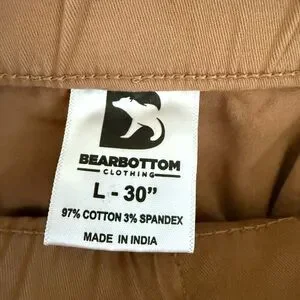 BEARBOTTOM
CLOTHING
L - 30”
97% COTTON 3% SPANDEX
MADE IN INDIA